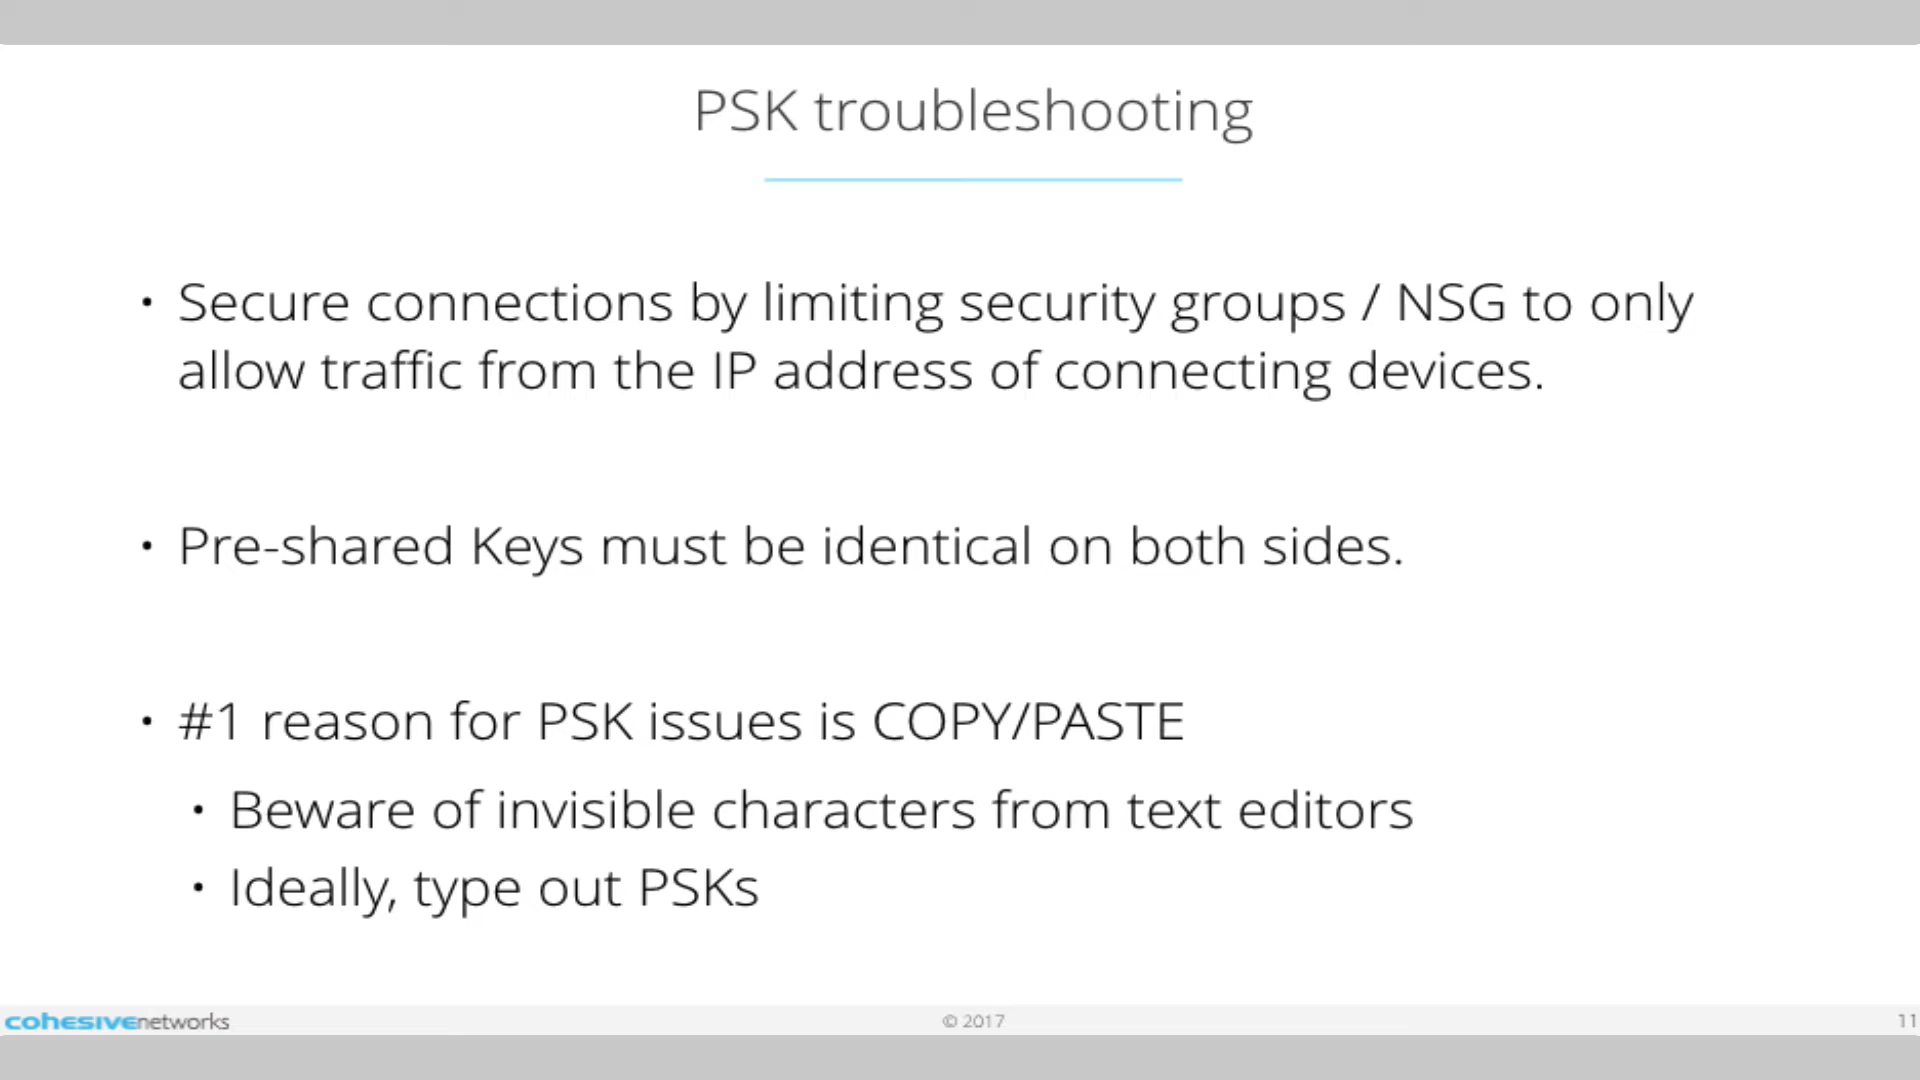 PSK troubleshooting
• Secure connections by limiting security groups / NSG to only
allow traffic from the IP address of connecting devices.
• Pre-shared Keys must be identical on both sides.
• #1 reason for PSK issues is COPY/PASTE
• Beware of invisible characters from text editors
• Ideally, type out PSKs
cohesivenetworks © 2017 11